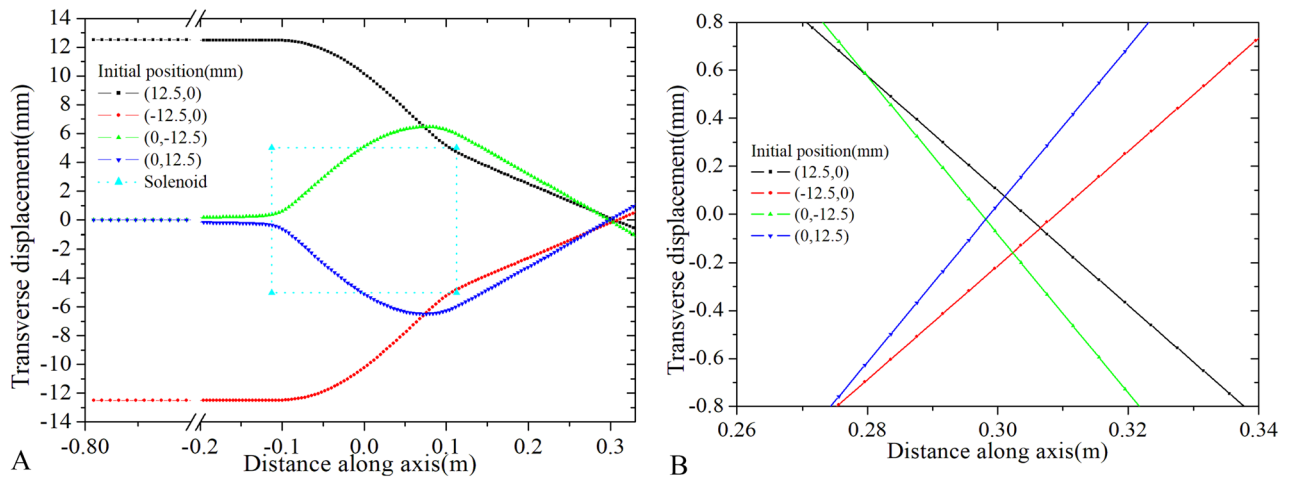 14
12
10
8
6
4
2
0
-2
-4
-6
-8
-10
-12
-14
Transverse displacement(mm)
Initial position(mm)
(12.5,0)
(-12.5,0)
(0,-12.5)
(0,12.5)
Solenoid
-0.80 -0.2 -0.1 0.0 0.1 0.2 0.3
Distance along axis(m)
A
0.8
0.6
0.4
0.2
0.0
-0.2
-0.4
-0.6
-0.8
Transverse displacement(mm)
Initial position(mm)
(12.5,0)
(-12.5,0)
(0,-12.5)
(0,12.5)
0.26 0.28 0.30 0.32 0.34
Distance along axis(m)
B